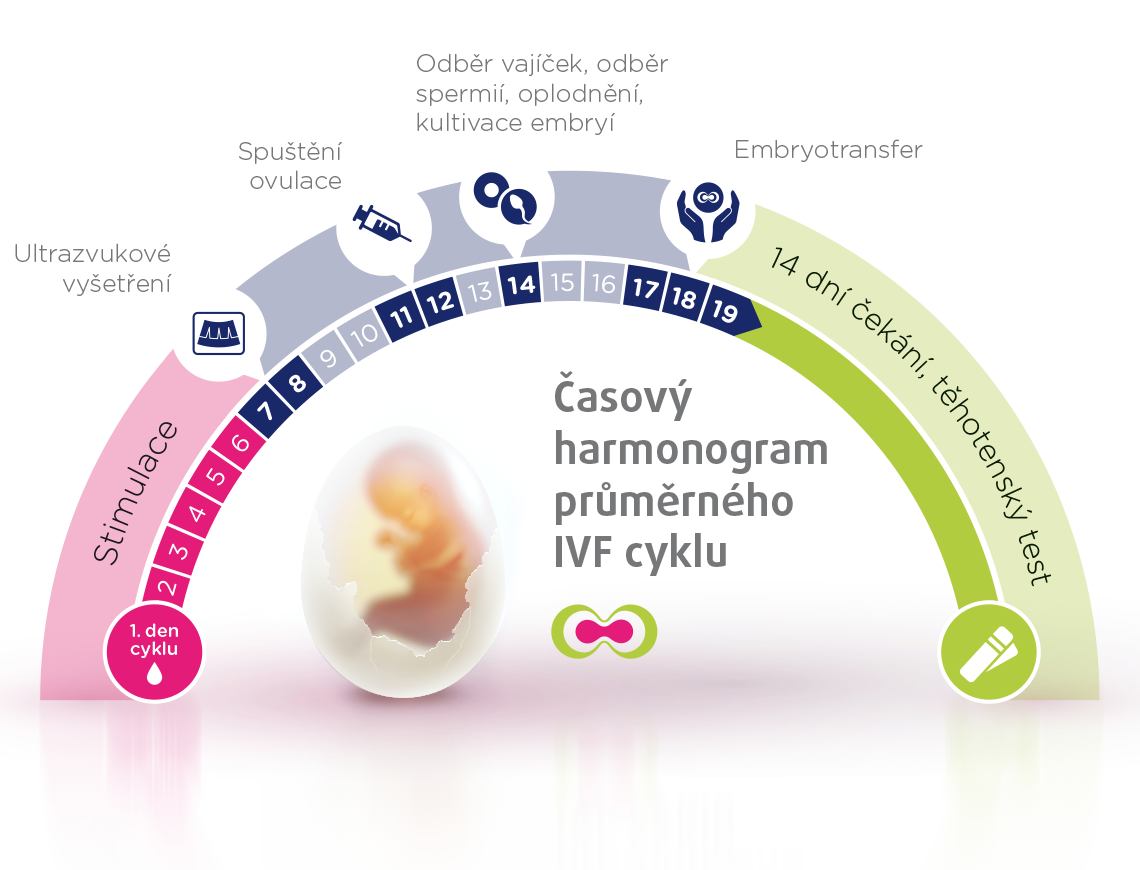 Odběr vajíček, odběr
spermií, oplodnění,
kultivace embryí
Embryotransfer
Spuštění
ovulace
Ultrazvukové
vyšetření
Stimulace
14 dní čekání, těhotenský test
1. den
cyklu
2
3
4
5
6
7
8
9
10
11
12
13
14
15
16
17
18
19
Časový
harmonogram
průměrného
IVF cyklu